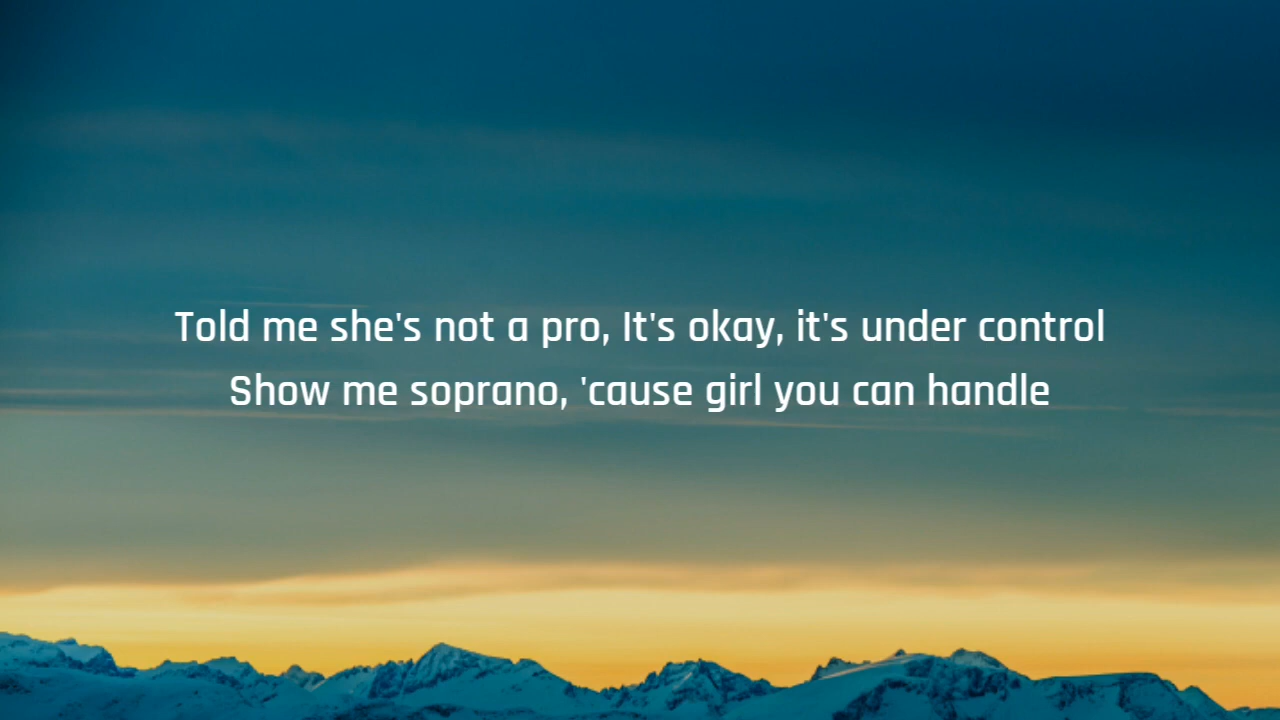 Told me she's not a pro, It's okay, it's under control
Show me soprano, 'cause girl you can handle